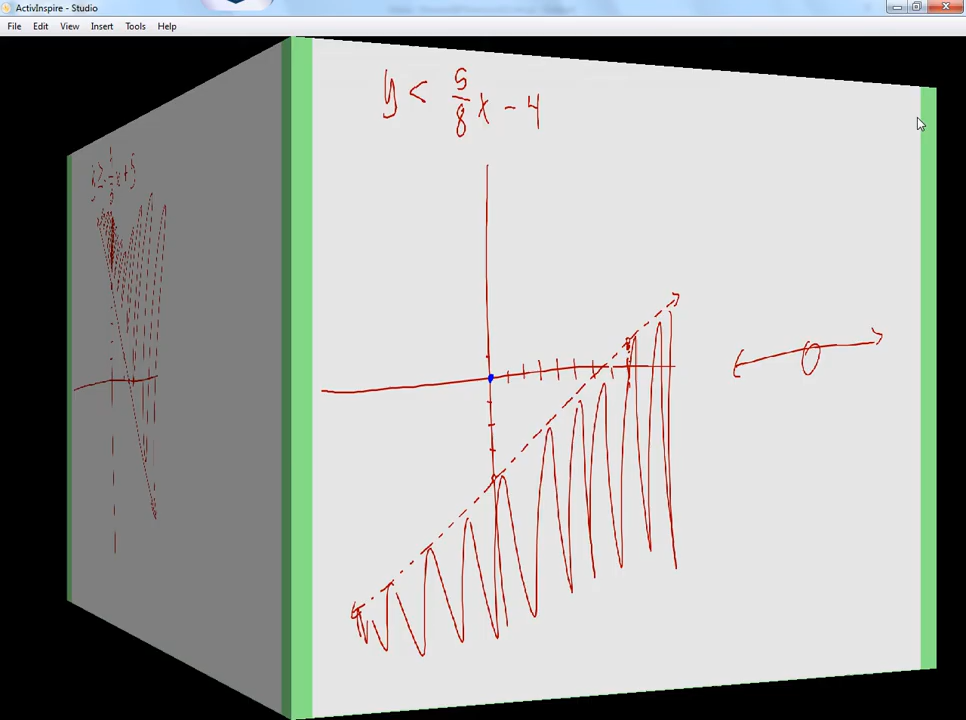 ActivInspire - Studio
File Edit View Insert Tools Help
y < 5/8 x - 4